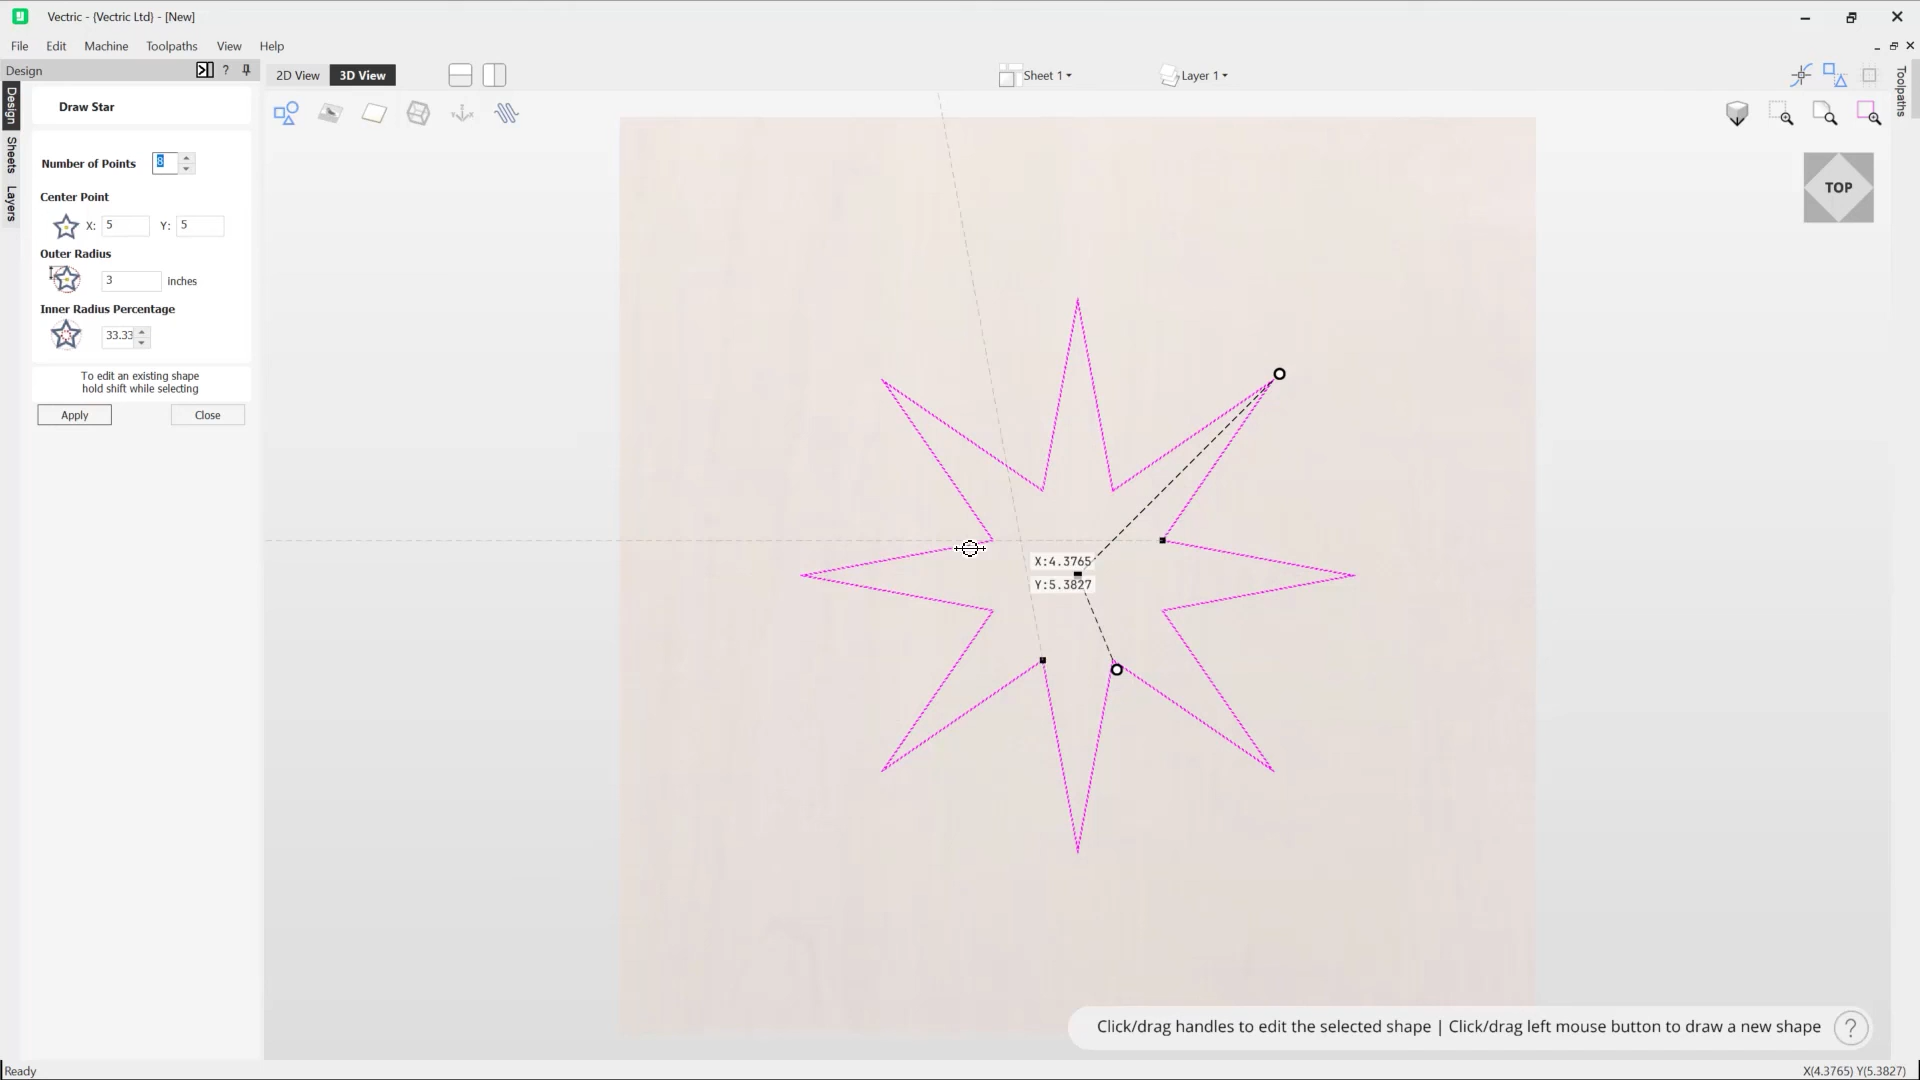 Vectric - {Vectric Ltd} - [New]
File Edit Machine Toolpaths View Help
Design ?
2D View 3D View Sheet 1 Layer 1
Toolpaths
Design
Sheets
Layers
Draw Star
Number of Points 8
Center Point
X: 5 Y: 5
Outer Radius
3 inches
Inner Radius Percentage
33.33
To edit an existing shape
hold shift while selecting
Apply Close
TOP
X:4.3765
Y:5.3827
Click/drag handles to edit the selected shape | Click/drag left mouse button to draw a new shape ?
Ready X(4.3765) Y(5.3827)